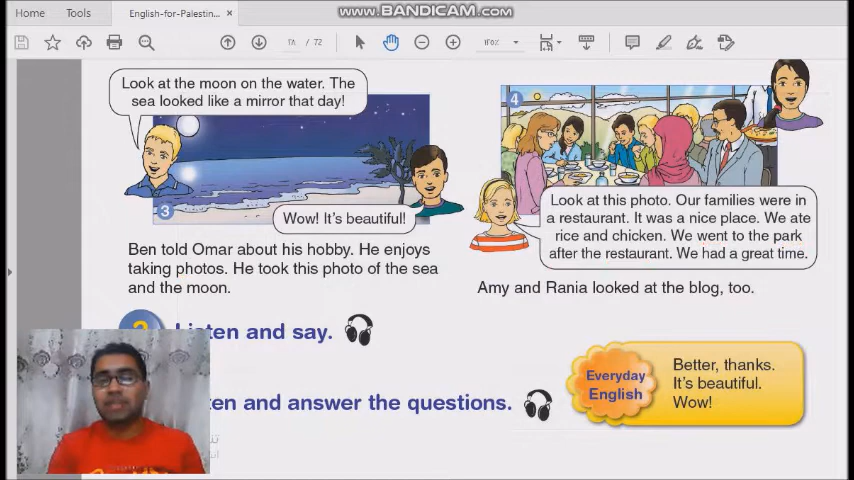 Home
Tools
English-for-Palestin...
×
www.BANDICAM.com
/ 72
Look at the moon on the water. The
sea looked like a mirror that day!
3
Wow! It's beautiful!
Ben told Omar about his hobby. He enjoys
taking photos. He took this photo of the sea
and the moon.
4
Look at this photo. Our families were in
a restaurant. It was a nice place. We ate
rice and chicken. We went to the park
after the restaurant. We had a great time.
Amy and Rania looked at the blog, too.
2
Listen and say.
ten and answer the questions.
Everyday
English
Better, thanks.
It's beautiful.
Wow!